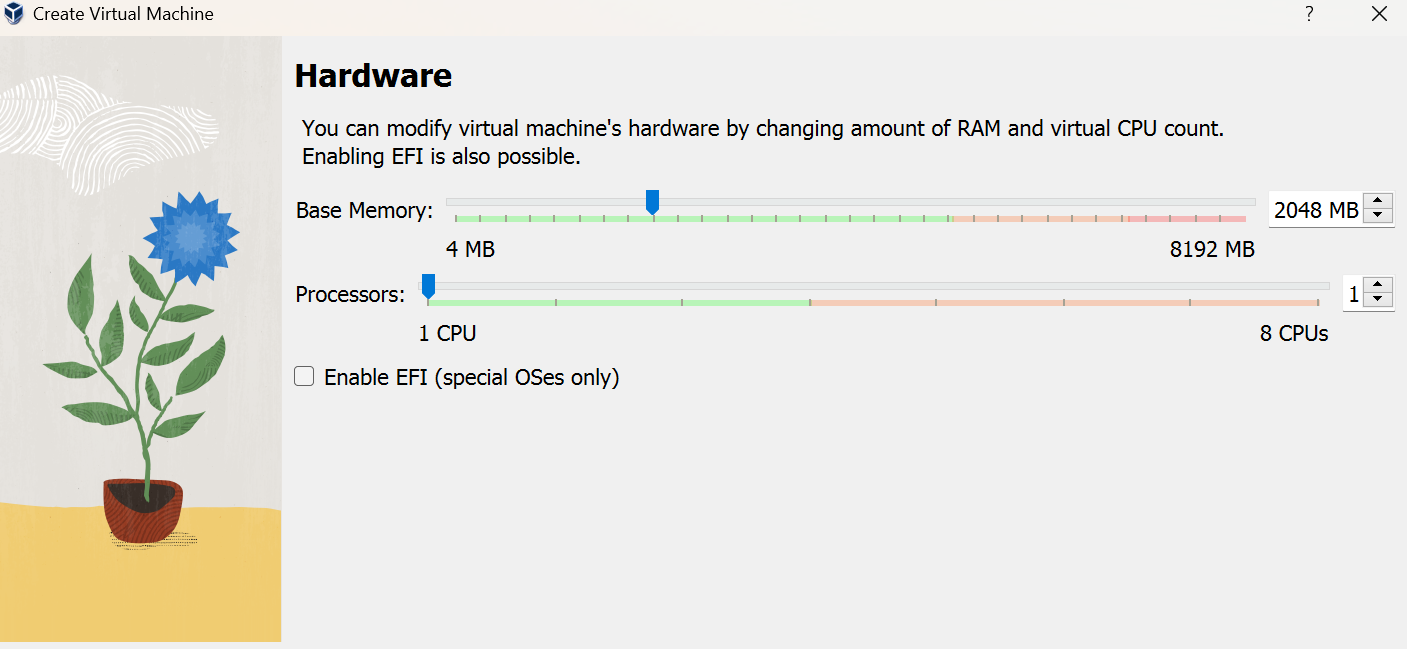 Create Virtual Machine
?
Hardware
You can modify virtual machine's hardware by changing amount of RAM and virtual CPU count.
Enabling EFI is also possible.
Base Memory: 2048 MB
4 MB 8192 MB
Processors: 1
1 CPU 8 CPUs
Enable EFI (special OSes only)